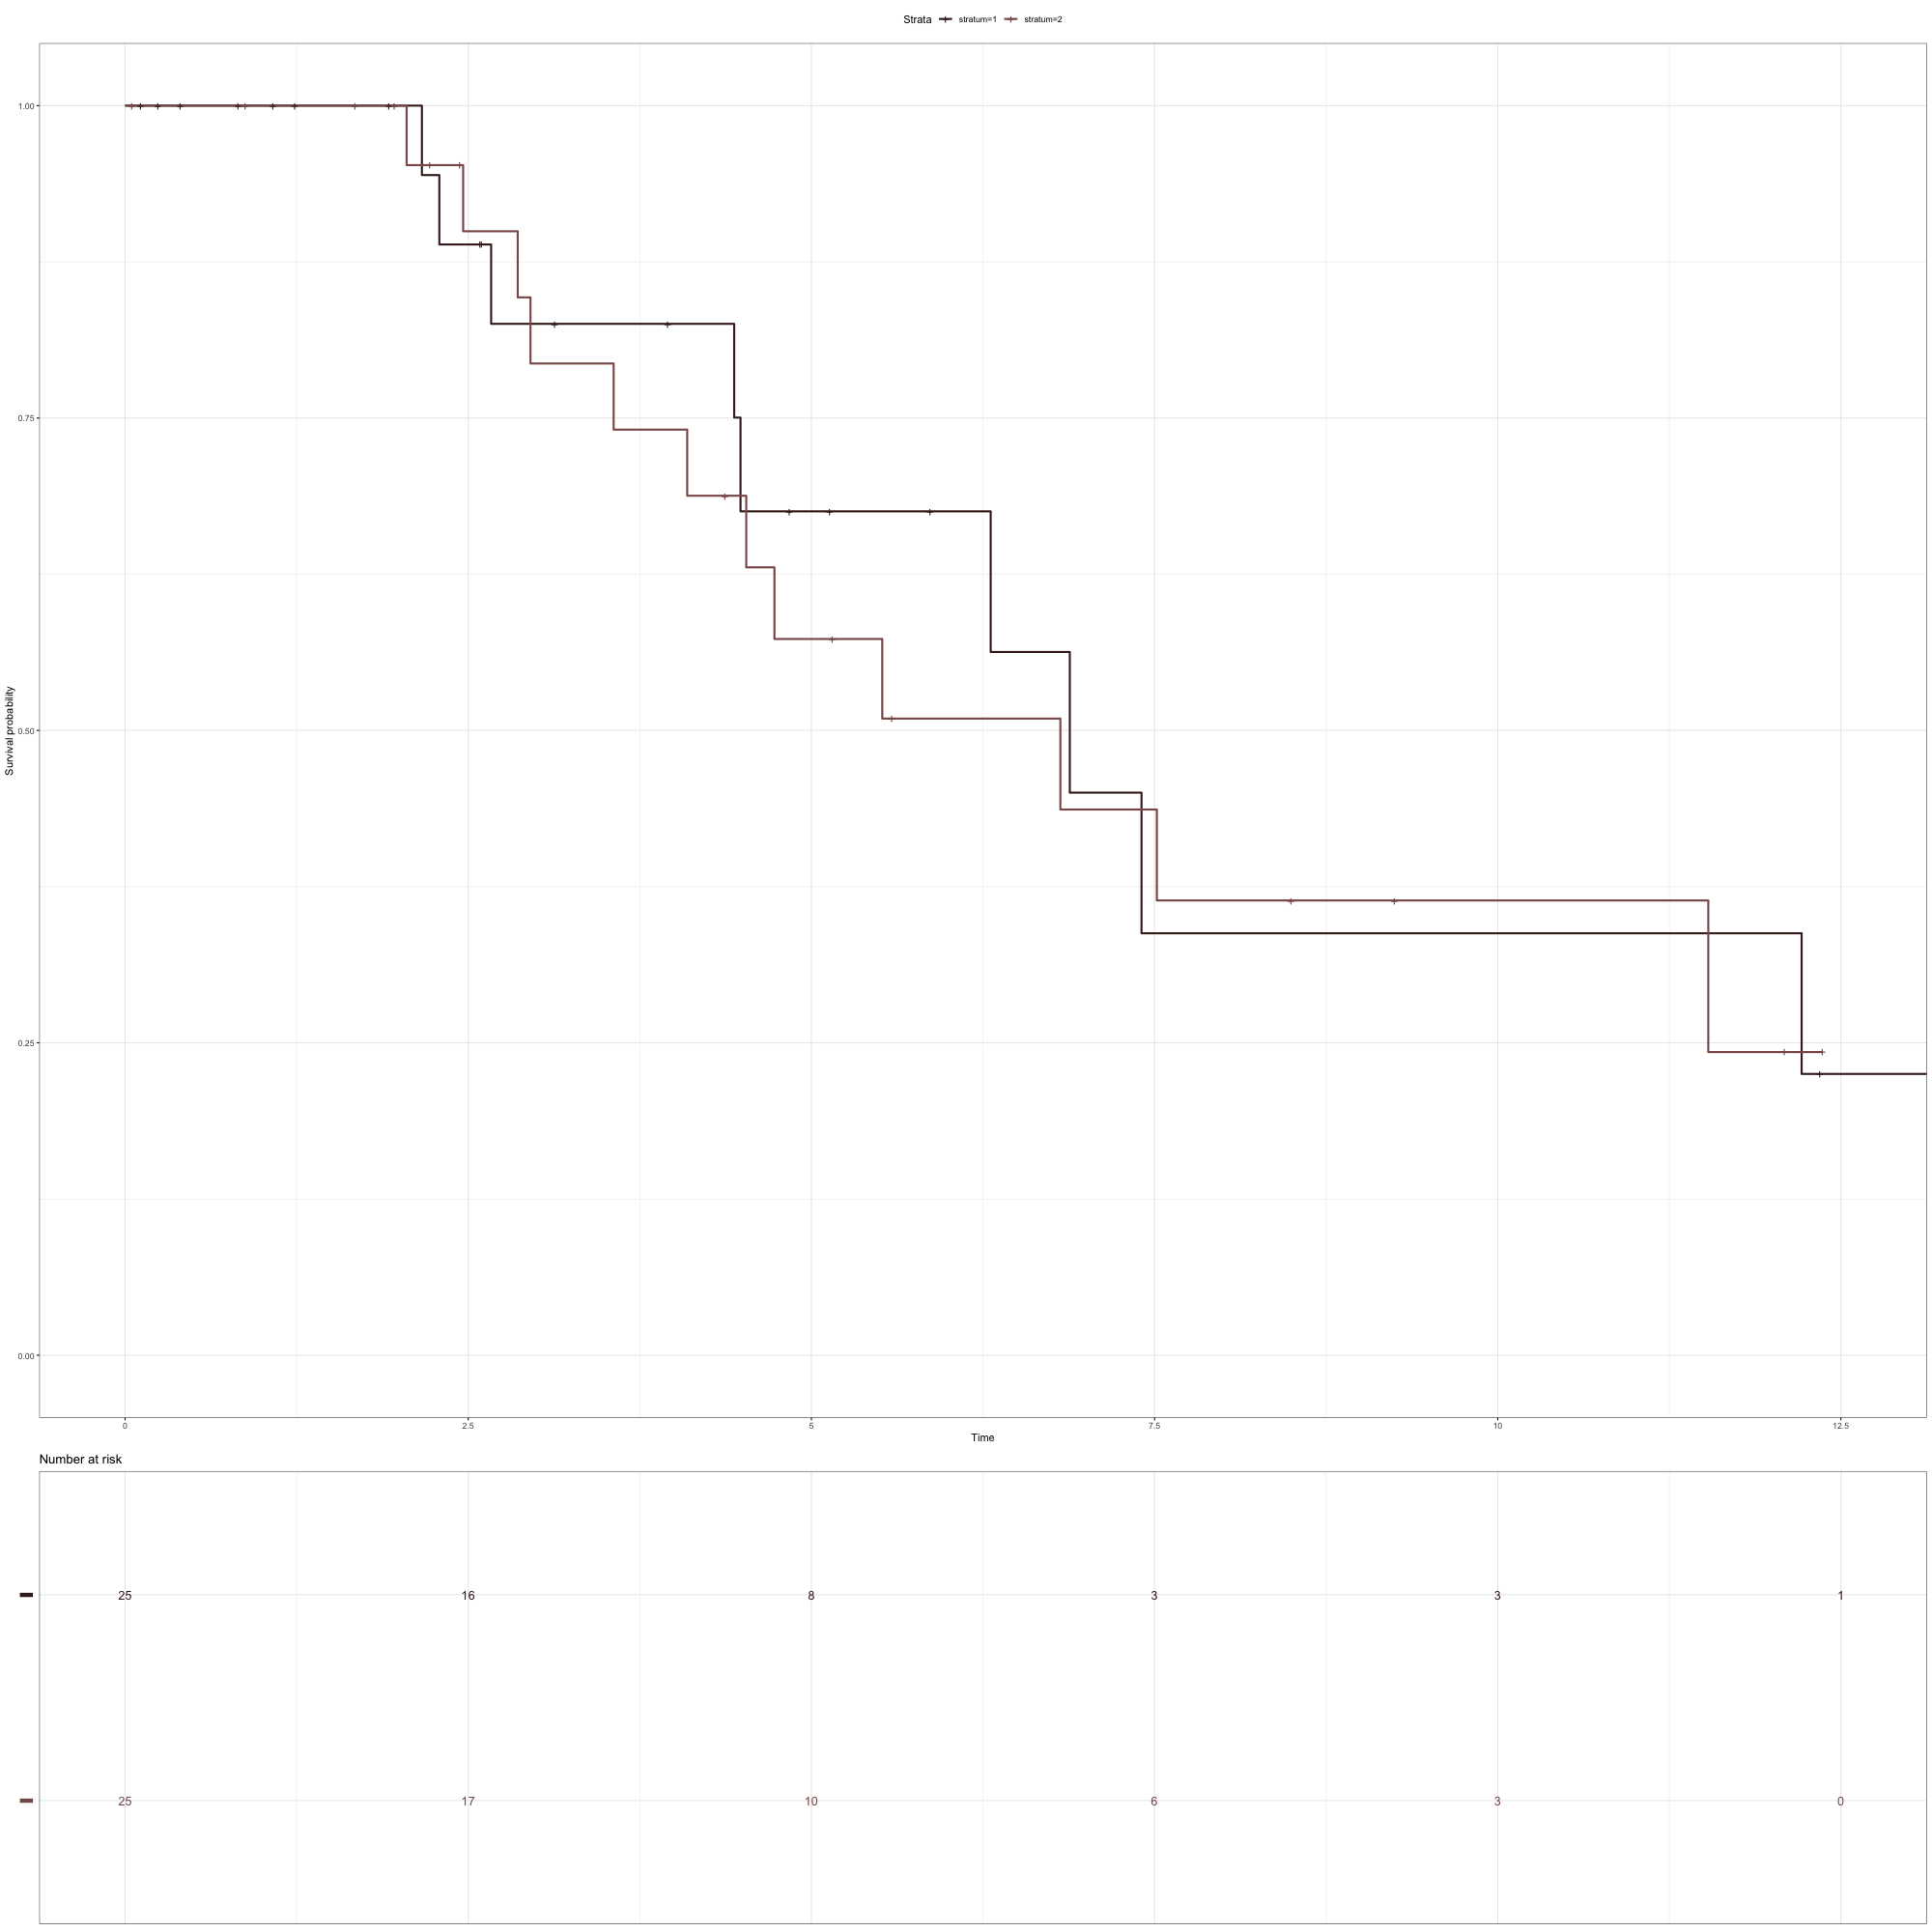 Strata stratum=1 stratum=2
1.00
0.75
0.50
0.25
0.00
Survival probability
0 2.5 5 7.5 10 12.5
Time
Number at risk
25 16 8 3 3 1
25 17 10 6 3 0